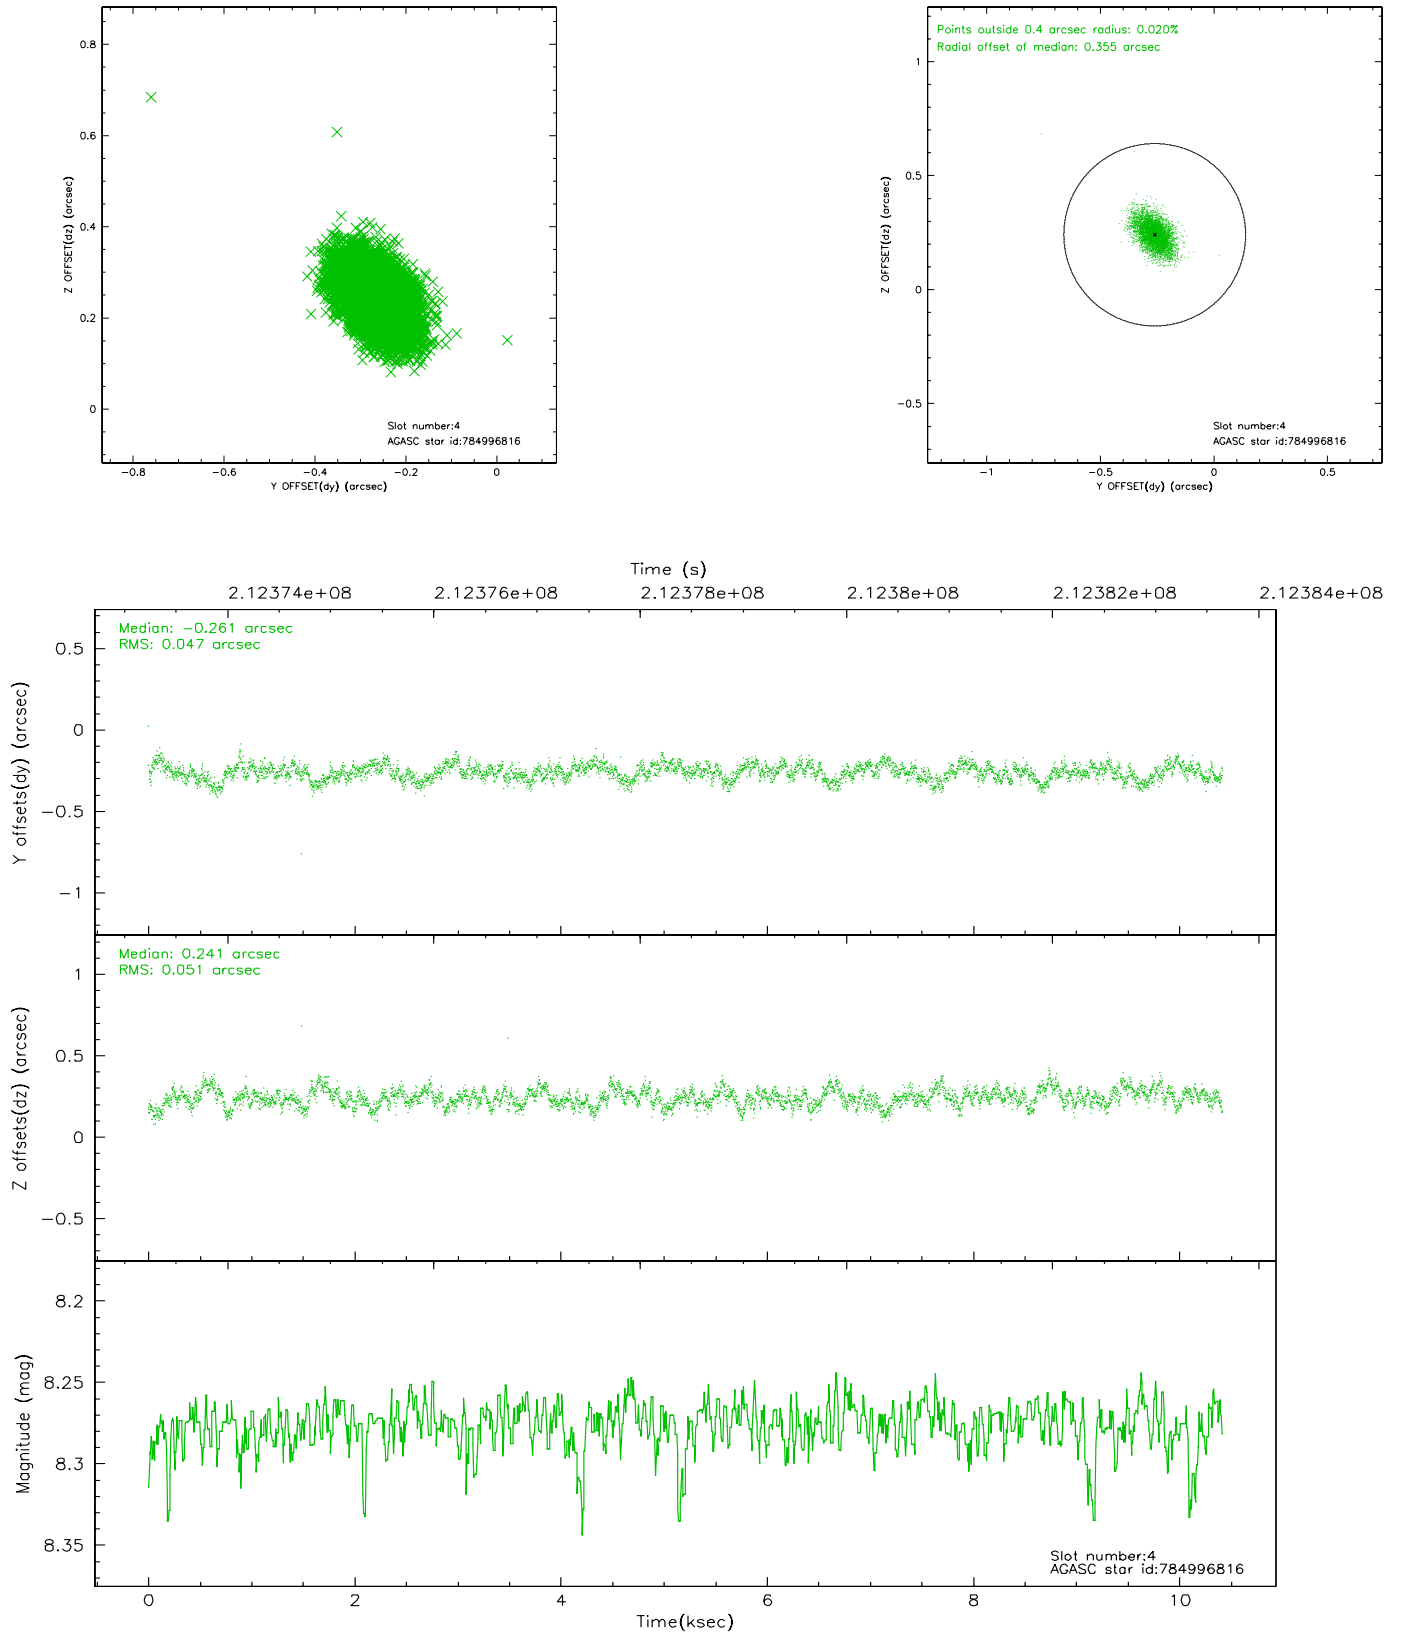 0.8
0.6
0.4
0.2
0
−0.8 −0.6 −0.4 −0.2 0
Z OFFSET(dz) (arcsec)
Y OFFSET(dy) (arcsec)
Slot number:4
AGASC star id:784996816
Points outside 0.4 arcsec radius: 0.020%
Radial offset of median: 0.355 arcsec
1
0.5
0
−0.5
−1 −0.5 0 0.5
Z OFFSET(dz) (arcsec)
Y OFFSET(dy) (arcsec)
Slot number:4
AGASC star id:784996816
Time (s)
2.12374e+08 2.12376e+08 2.12378e+08 2.1238e+08 2.12382e+08 2.12384e+08
Median: −0.261 arcsec
RMS: 0.047 arcsec
0.5
0
−0.5
−1
Y offsets(dy) (arcsec)
Median: 0.241 arcsec
RMS: 0.051 arcsec
1
0.5
0
−0.5
Z offsets(dz) (arcsec)
8.2
8.25
8.3
8.35
Magnitude (mag)
Slot number:4
AGASC star id:784996816
0 2 4 6 8 10
Time(ksec)